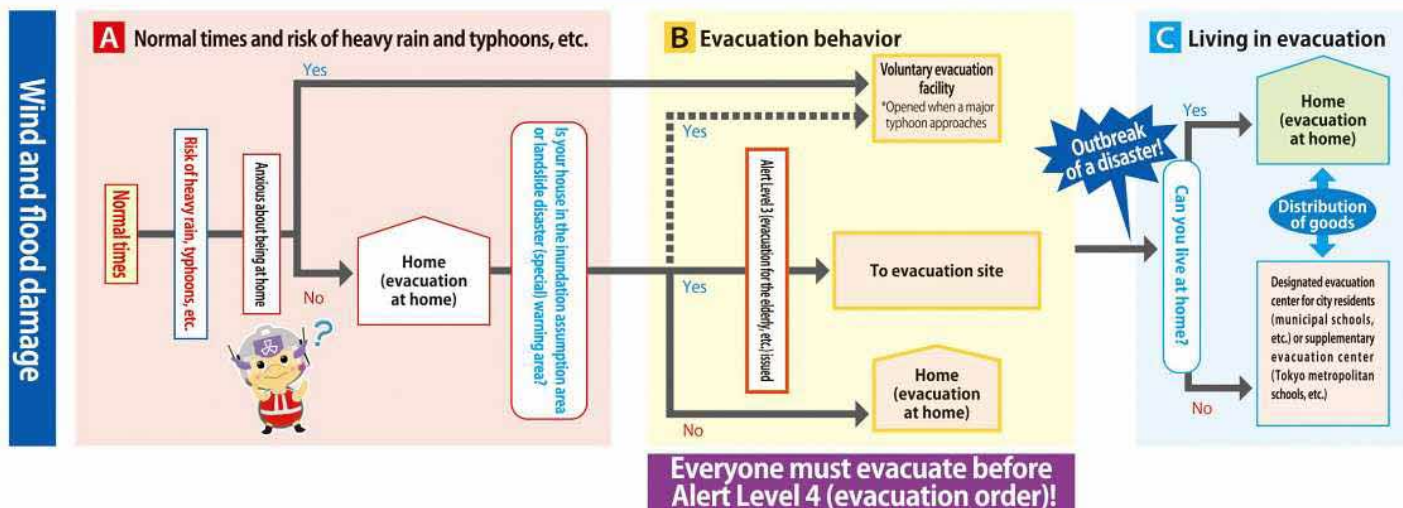 Wind and flood damage
A Normal times and risk of heavy rain and typhoons, etc.
Normal times
Risk of heavy rain, typhoons, etc.
Anxious about being at home
Yes
No
Home
(evacuation
at home)
?
Is your house in the inundation assumption area
or landslide disaster (special) warning area?
B Evacuation behavior
Voluntary evacuation
facility
*Opened when a major
typhoon approaches
Yes
Yes
No
Alert Level 3 (evacuation for the elderly, etc.) issued
To evacuation site
Home
(evacuation
at home)
Everyone must evacuate before
Alert Level 4 (evacuation order)!
Outbreak
of a disaster!
C Living in evacuation
Can you live at home?
Yes
No
Home
(evacuation
at home)
Distribution
of goods
Designated evacuation
center for city residents
(municipal schools,
etc.) or supplementary
evacuation center
(Tokyo metropolitan
schools, etc.)